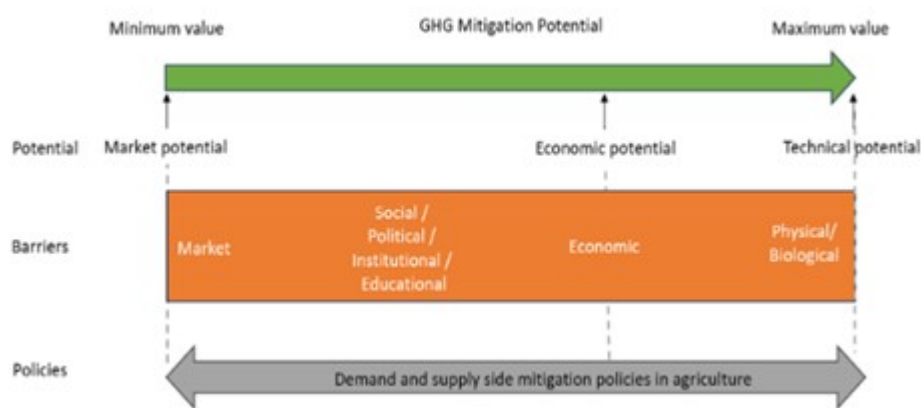 Minimum value
GHG Mitigation Potential
Maximum value
Potential
Market potential
Economic potential
Technical potential
Barriers
Market
Social /
Political /
Institutional /
Educational
Economic
Physical/
Biological
Policies
Demand and supply side mitigation policies in agriculture